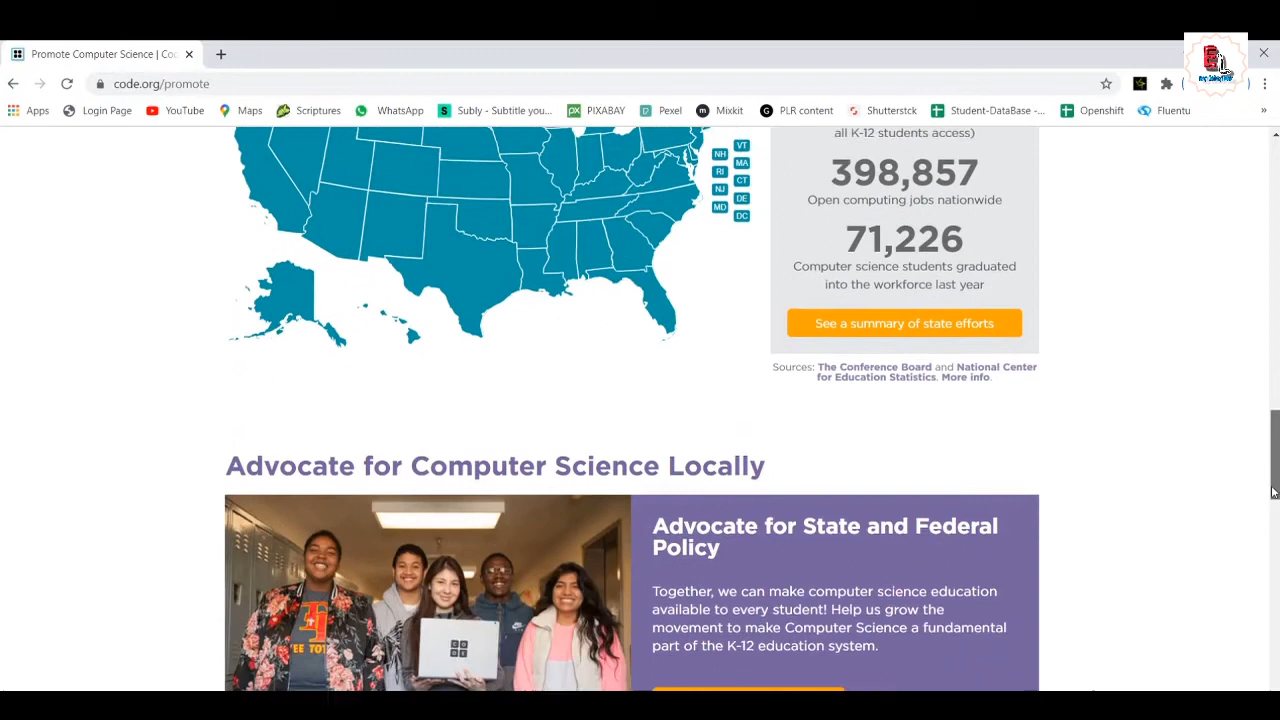 Promote Computer Science | Co
code.org/promote
Apps
Login Page
YouTube
Maps
Scriptures
WhatsApp
Subly - Subtitle you...
PIXABAY
Pexel
Mixkit
PLR content
Shutterstck
Student-DataBase -...
Openshift
Fluentu
all K-12 students access)
398,857
Open computing jobs nationwide
71,226
Computer science students graduated
into the workforce last year
See a summary of state efforts
Sources: The Conference Board and National Center
for Education Statistics. More info.
VT
NH
MA
RI
CT
NJ
DE
MD
DC
Advocate for Computer Science Locally
Advocate for State and Federal
Policy
Together, we can make computer science education
available to every student! Help us grow the
movement to make Computer Science a fundamental
part of the K-12 education system.
CO
DE